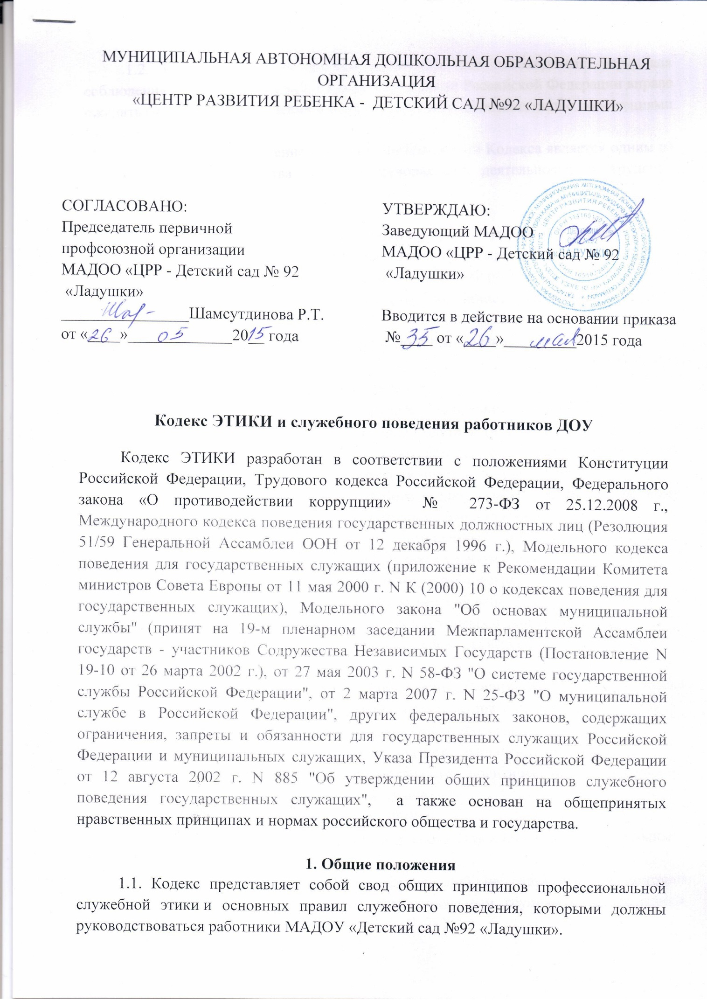 МУНИЦИПАЛЬНАЯ АВТОНОМНАЯ ДОШКОЛЬНАЯ ОБРАЗОВАТЕЛЬНАЯ
ОРГАНИЗАЦИЯ
«ЦЕНТР РАЗВИТИЯ РЕБЕНКА - ДЕТСКИЙ САД №92 «ЛАДУШКИ»
СОГЛАСОВАНО:
Председатель первичной
профсоюзной организации
МАДОО «ЦРР - Детский сад № 92
«Ладушки»
________________Шамсутдинова Р.Т.
от «26»_____05_____2015 года
УТВЕРЖДАЮ:
Заведующий МАДОО
МАДОО «ЦРР - Детский сад № 92
«Ладушки»
Вводится в действие на основании приказа
№ 35 от «26» мая 2015 года
Кодекс ЭТИКИ и служебного поведения работников ДОУ
Кодекс ЭТИКИ разработан в соответствии с положениями Конституции
Российской Федерации, Трудового кодекса Российской Федерации, Федерального
закона «О противодействии коррупции» № 273-ФЗ от 25.12.2008 г.,
Международного кодекса поведения государственных должностных лиц (Резолюция
51/59 Генеральной Ассамблеи ООН от 12 декабря 1996 г.), Модельного кодекса
поведения для государственных служащих (приложение к Рекомендации Комитета
министров Совета Европы от 11 мая 2000 г. N К (2000) 10 о кодексах поведения для
государственных служащих), Модельного закона "Об основах муниципальной
службы" (принят на 19-м пленарном заседании Межпарламентской Ассамблеи
государств - участников Содружества Независимых Государств (Постановление N
19-10 от 26 марта 2002 г.), от 27 мая 2003 г. N 58-ФЗ "О системе государственной
службы Российской Федерации", от 2 марта 2007 г. N 25-ФЗ "О муниципальной
службе в Российской Федерации", других федеральных законов, содержащих
ограничения, запреты и обязанности для государственных служащих Российской
Федерации и муниципальных служащих, Указа Президента Российской Федерации
от 12 августа 2002 г. N 885 "Об утверждении общих принципов служебного
поведения государственных служащих", а также основан на общепринятых
нравственных принципах и нормах российского общества и государства.
1. Общие положения
1.1. Кодекс представляет собой свод общих принципов профессиональной
служебной этики и основных правил служебного поведения, которыми должны
руководствоваться работники МАДОУ «Детский сад №92 «Ладушки».